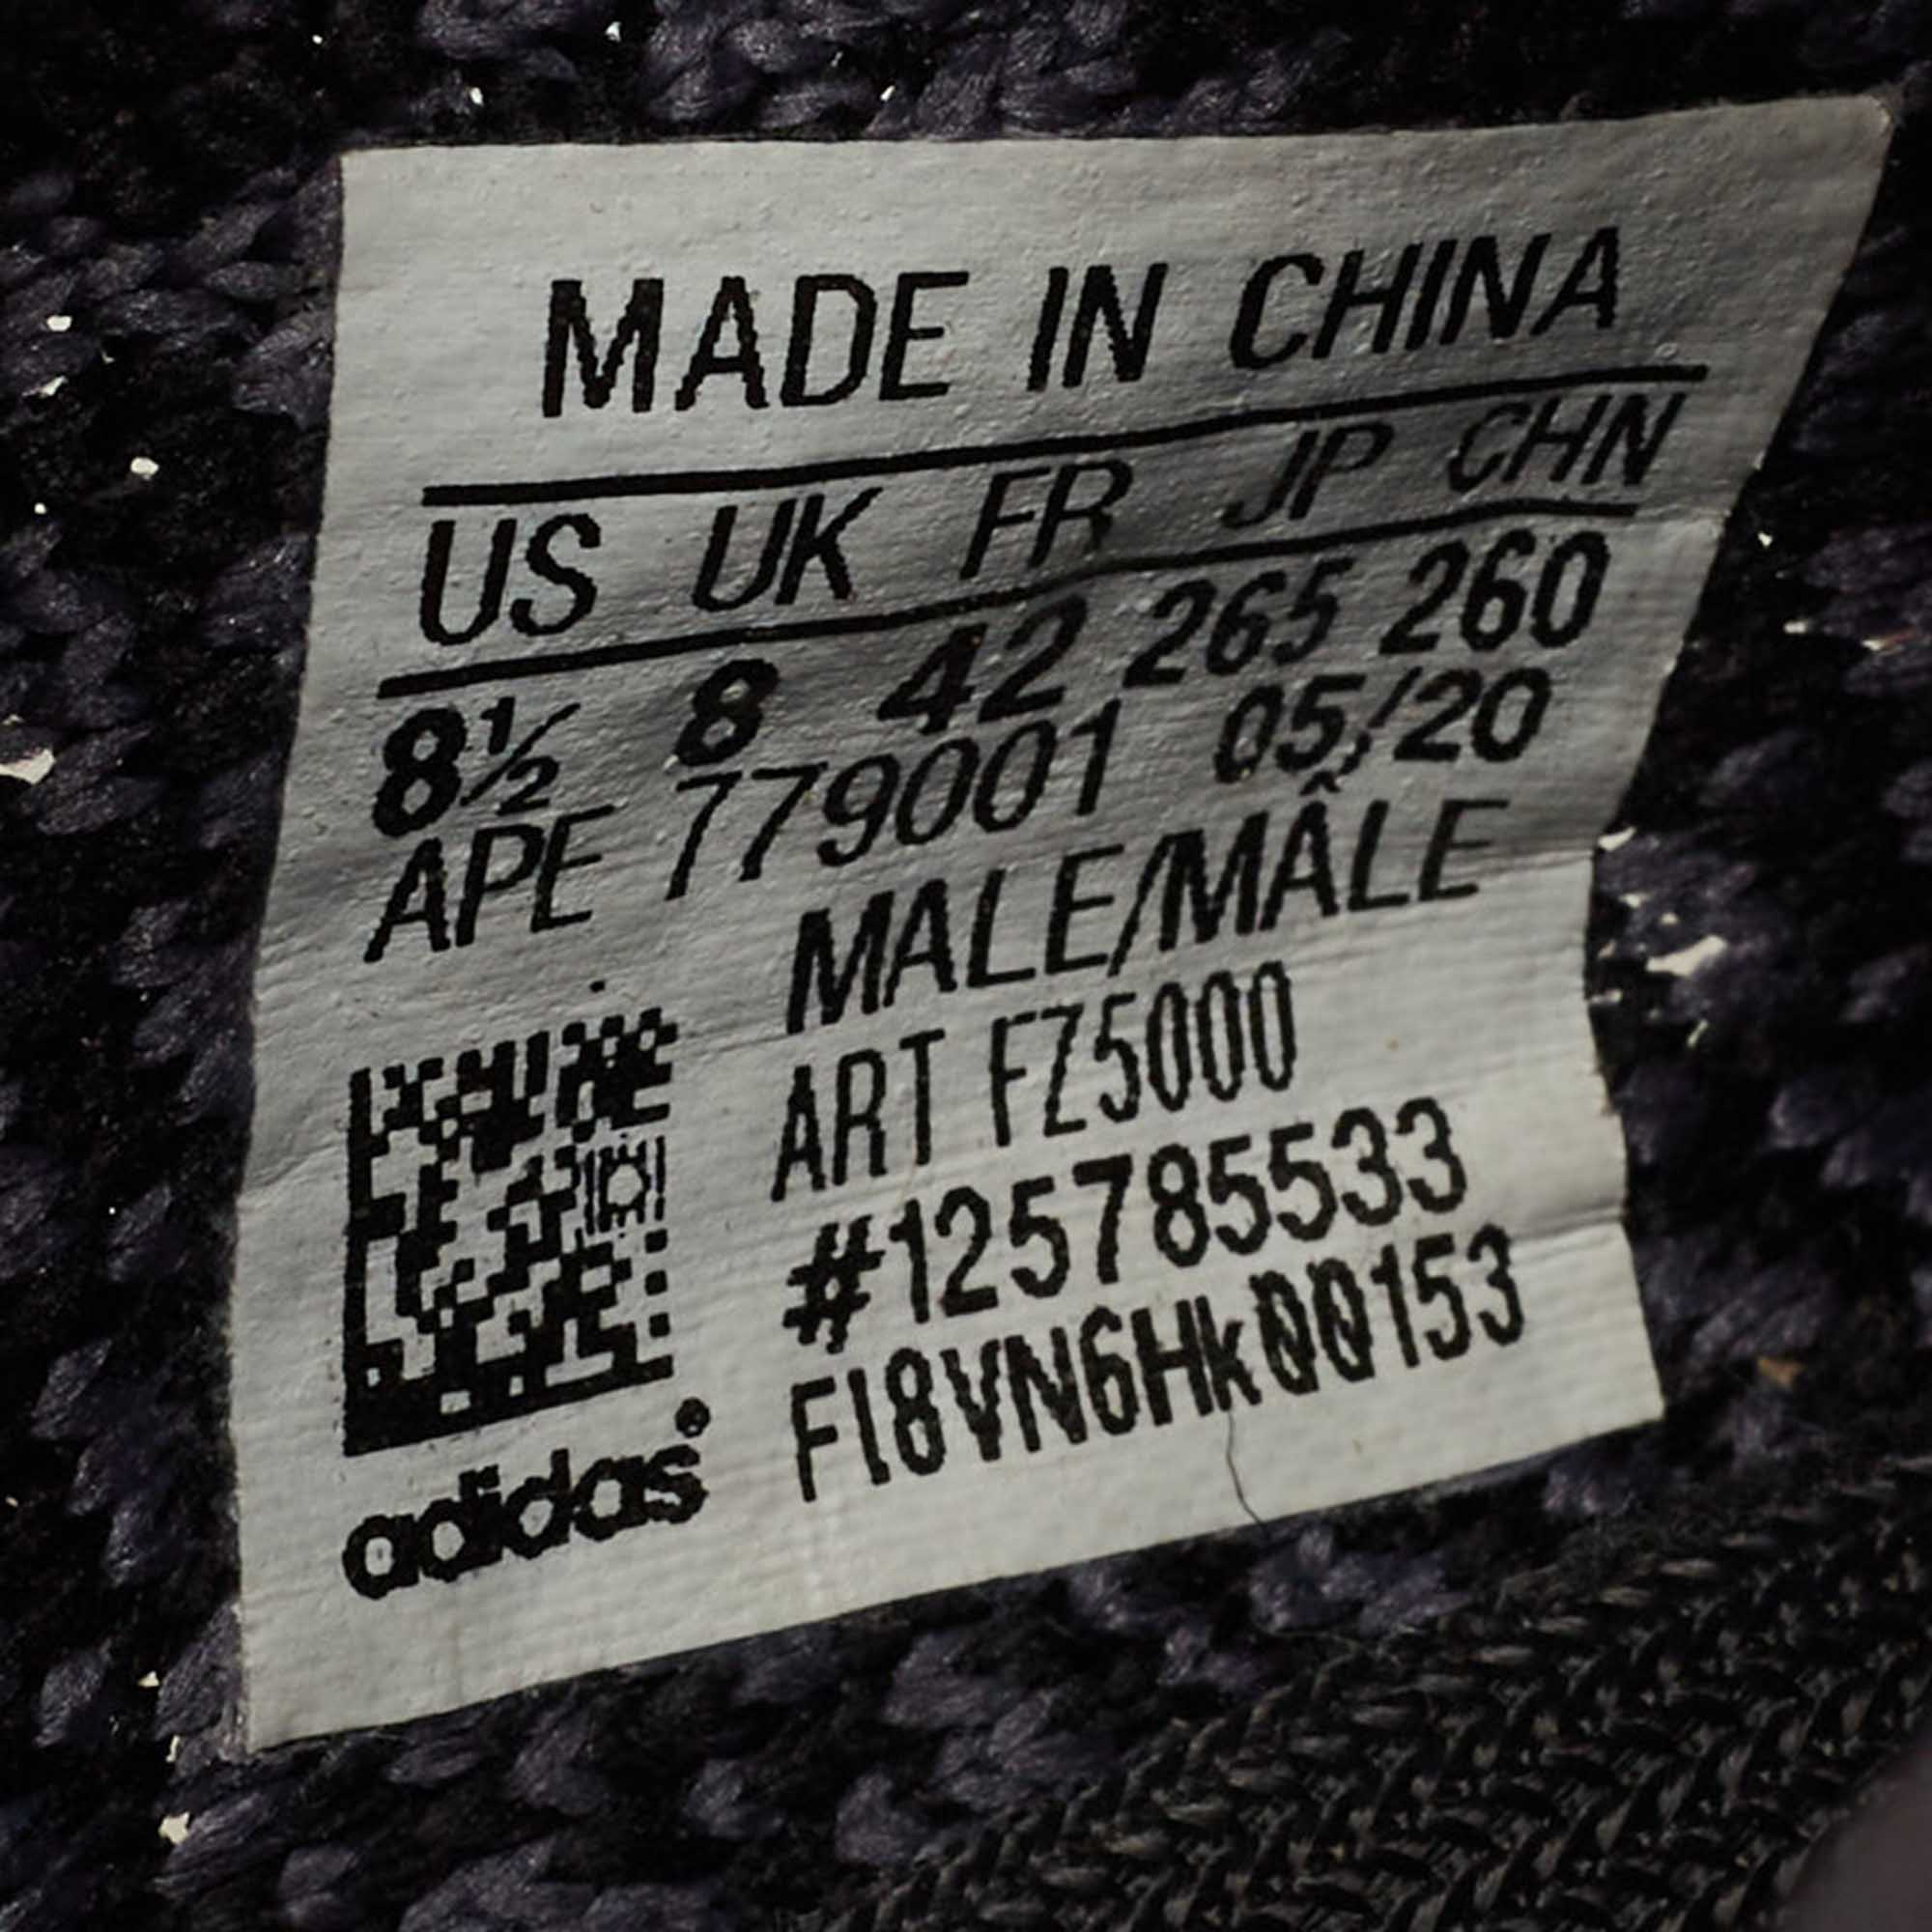 MADE IN CHINA
US UK FR JP CHN
8½ 8 42 265 260
APE 779001 05/20
MALE/MÂLE
ART FZ5000
#125785533
FI8VN6Hk00153
adidas®